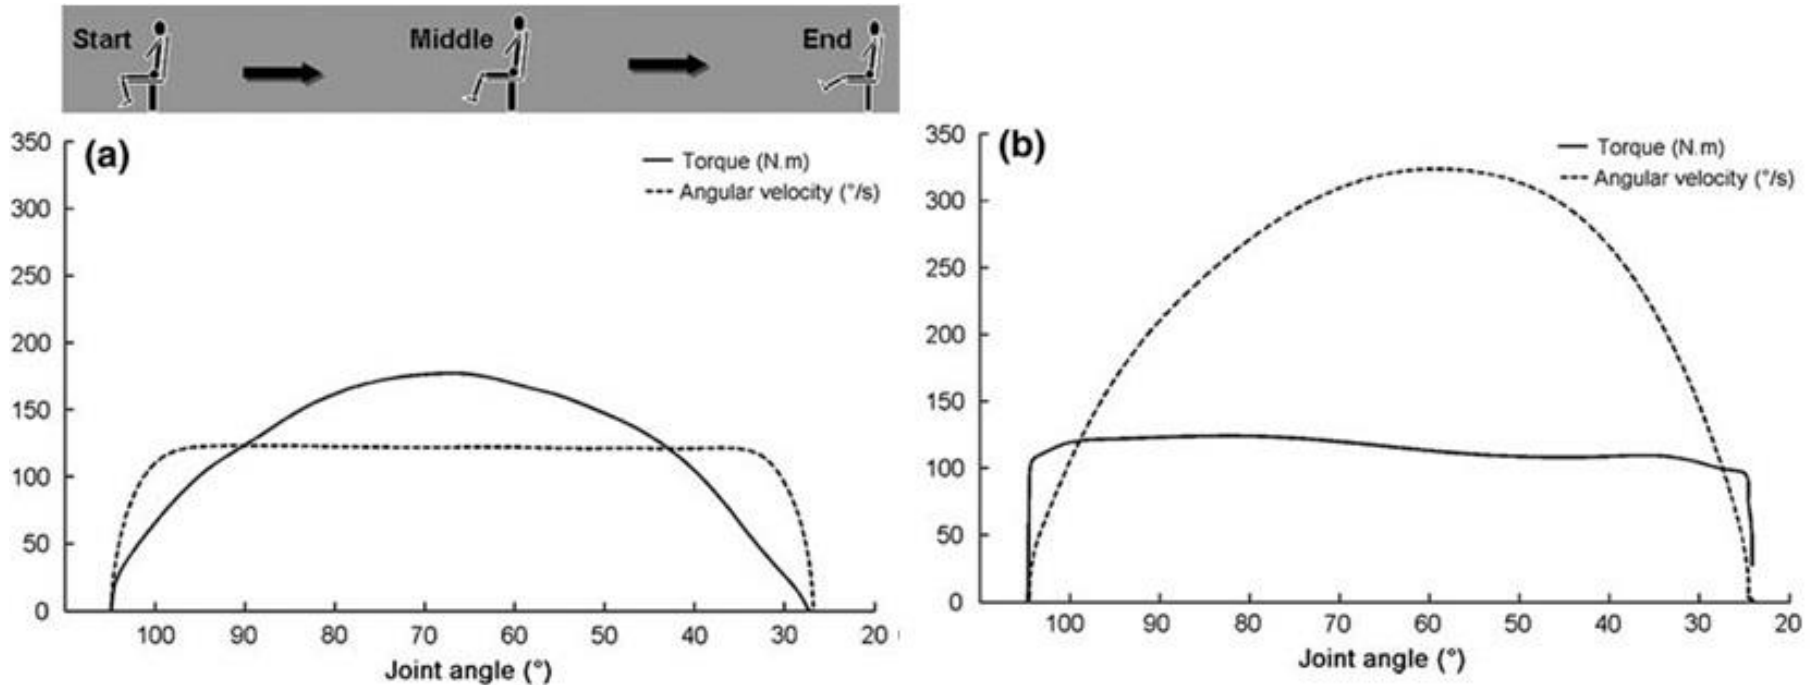 Start Middle End
(a)
Torque (N.m)
Angular velocity (°/s)
350
300
250
200
150
100
50
0
100 90 80 70 60 50 40 30 20
Joint angle (°)
(b)
Torque (N.m)
Angular velocity (°/s)
350
300
250
200
150
100
50
0
100 90 80 70 60 50 40 30 20
Joint angle (°)